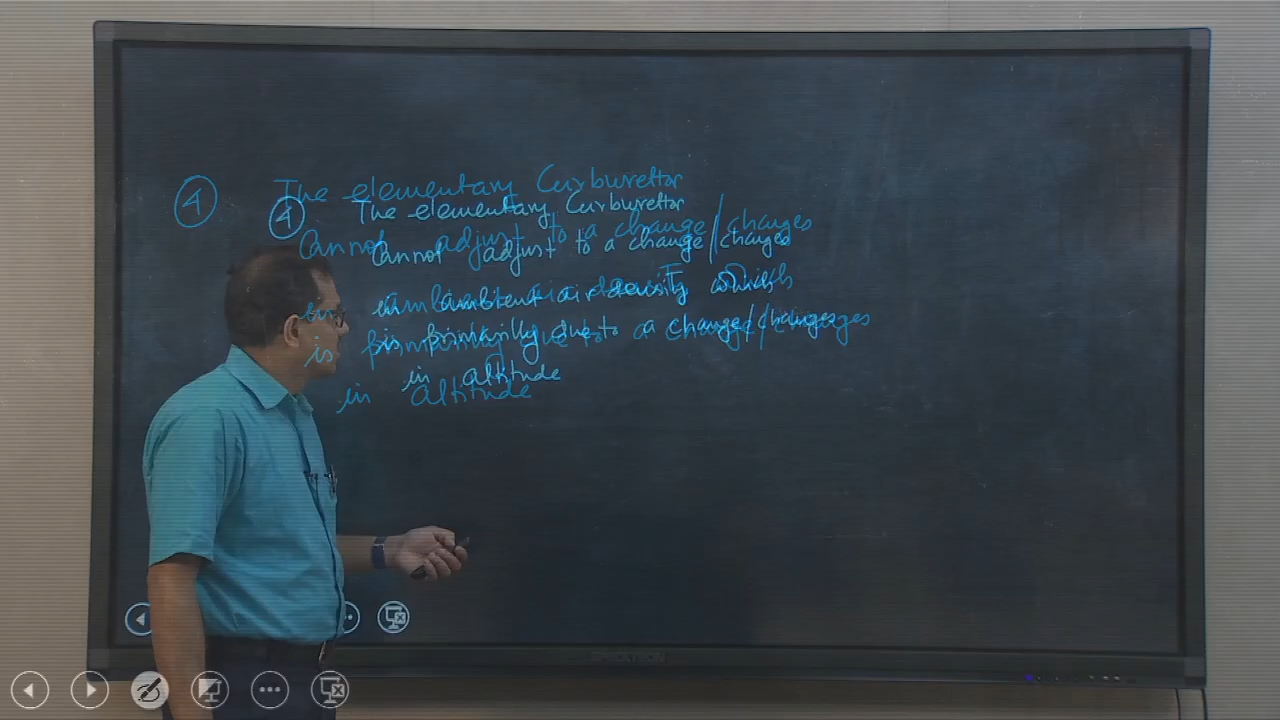 4 The elementary Curburettor
Cannot adjust to a change/changes
in ambient air density which
is primarily due to a change/changes
in altitude